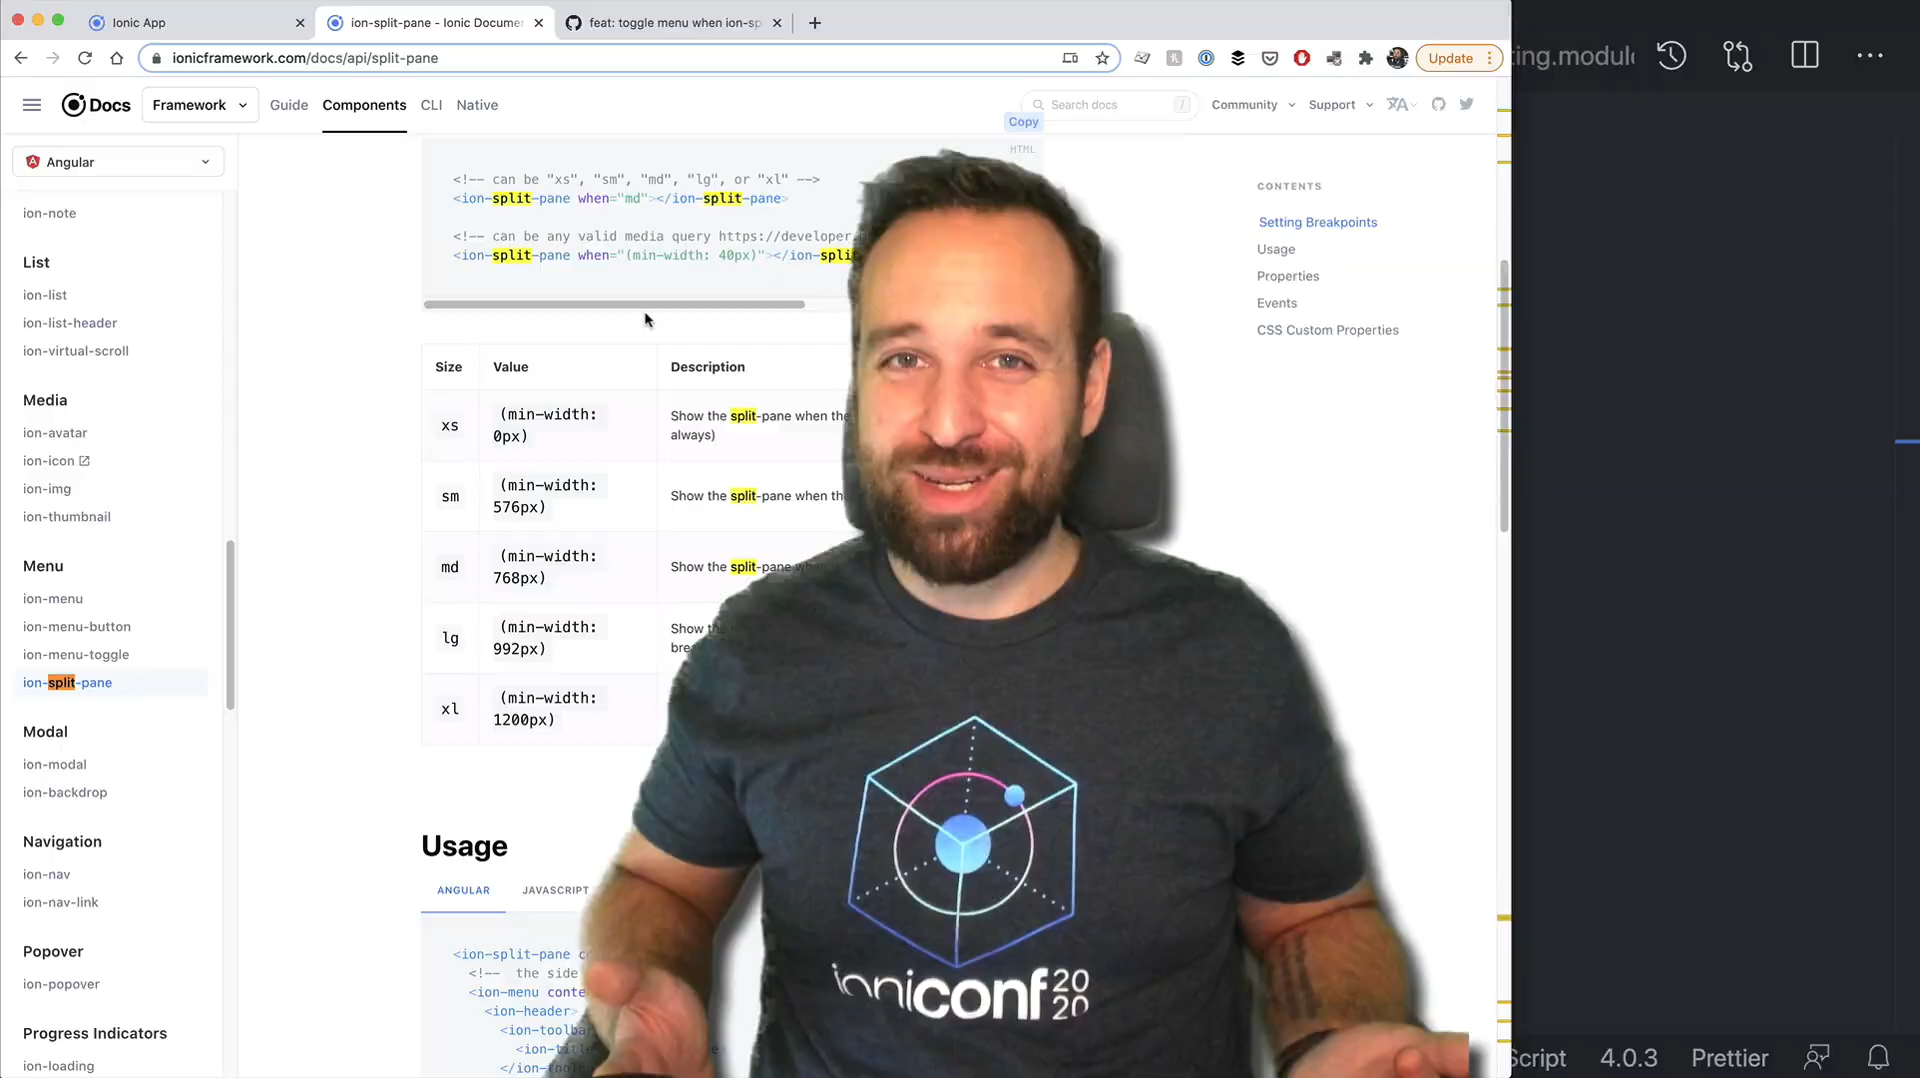 Ionic App
ion-split-pane - Ionic Docume
feat: toggle menu when ion-sp
ionicframework.com/docs/api/split-pane
Update
Docs
Framework
Guide
Components
CLI
Native
Search docs
/
Community
Support
Angular
ion-note
List
ion-list
ion-list-header
ion-virtual-scroll
Media
ion-avatar
ion-icon
ion-img
ion-thumbnail
Menu
ion-menu
ion-menu-button
ion-menu-toggle
ion-split-pane
Modal
ion-modal
ion-backdrop
Navigation
ion-nav
ion-nav-link
Popover
ion-popover
Progress Indicators
ion-loading
Copy
HTML
<!-- can be "xs", "sm", "md", "lg", or "xl" -->
<ion-split-pane when="md"></ion-split-pane>
<!-- can be any valid media query https://developer.
<ion-split-pane when="(min-width: 40px)"></ion-split
Size Value Description
xs (min-width: 0px) Show the split-pane when the
always)
sm (min-width: 576px) Show the split-pane when the
md (min-width: 768px) Show the split-pane
lg (min-width: 992px) Show
xl (min-width: 1200px)
Usage
ANGULAR
JAVASCRIPT
<ion-split-pane
<!-- the side
<ion-menu
<ion-header>
CONTENTS
Setting Breakpoints
Usage
Properties
Events
CSS Custom Properties
ioniconf 2020
4.0.3
Prettier